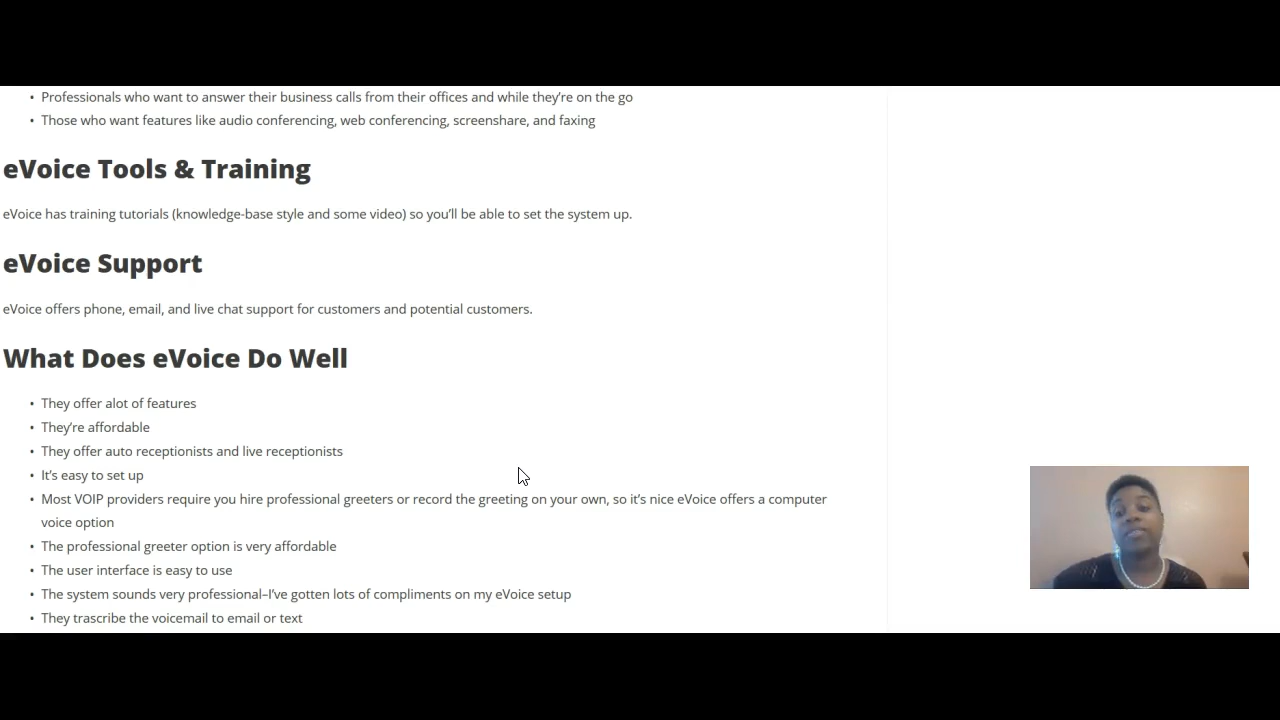 • Professionals who want to answer their business calls from their offices and while they’re on the go
• Those who want features like audio conferencing, web conferencing, screenshare, and faxing
eVoice Tools & Training
eVoice has training tutorials (knowledge-base style and some video) so you’ll be able to set the system up.
eVoice Support
eVoice offers phone, email, and live chat support for customers and potential customers.
What Does eVoice Do Well
• They offer alot of features
• They’re affordable
• They offer auto receptionists and live receptionists
• It’s easy to set up
• Most VOIP providers require you hire professional greeters or record the greeting on your own, so it’s nice eVoice offers a computer
voice option
• The professional greeter option is very affordable
• The user interface is easy to use
• The system sounds very professional–I’ve gotten lots of compliments on my eVoice setup
• They trascribe the voicemail to email or text